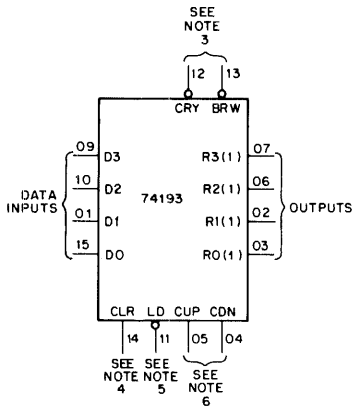 SEE
NOTE
3
12 13
CRY BRW
09 D3 R3(1) 07
10 D2 R2(1) 06
74193
DATA
INPUTS
OUTPUTS
01 D1 R1(1) 02
15 D0 R0(1) 03
CLR LD CUP CDN
14 11 05 04
SEE
NOTE
4
SEE
NOTE
5
SEE
NOTE
6